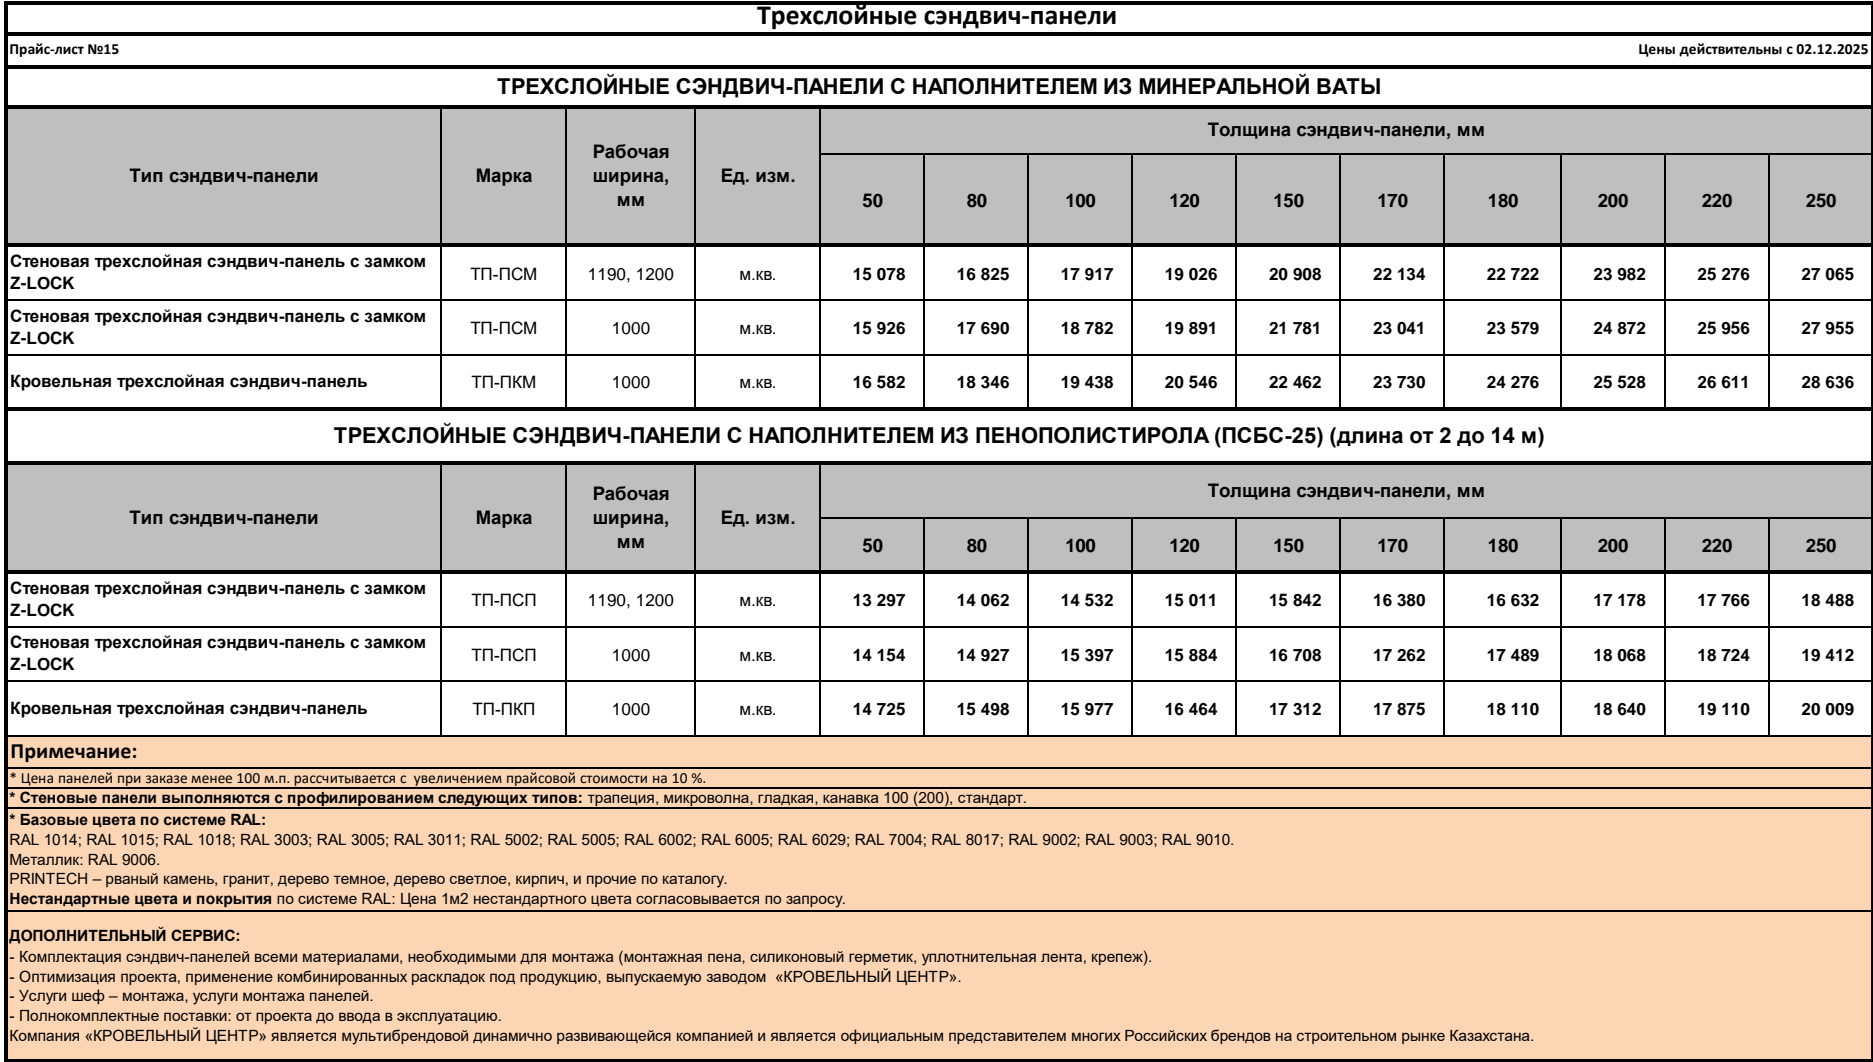 Трехслойные сэндвич-панели
Прайс-лист №15 Цены действительны с 02.12.2025
ТРЕХСЛОЙНЫЕ СЭНДВИЧ-ПАНЕЛИ С НАПОЛНИТЕЛЕМ ИЗ МИНЕРАЛЬНОЙ ВАТЫ
Тип сэндвич-панели Марка Рабочая ширина, мм Ед. изм. Толщина сэндвич-панели, мм
50 80 100 120 150 170 180 200 220 250
Стеновая трехслойная сэндвич-панель с замком
Z-LOCK ТП-ПСМ 1190, 1200 м.кв. 15 078 16 825 17 917 19 026 20 908 22 134 22 722 23 982 25 276 27 065
Стеновая трехслойная сэндвич-панель с замком
Z-LOCK ТП-ПСМ 1000 м.кв. 15 926 17 690 18 782 19 891 21 781 23 041 23 579 24 872 25 956 27 955
Кровельная трехслойная сэндвич-панель ТП-ПКМ 1000 м.кв. 16 582 18 346 19 438 20 546 22 462 23 730 24 276 25 528 26 611 28 636
ТРЕХСЛОЙНЫЕ СЭНДВИЧ-ПАНЕЛИ С НАПОЛНИТЕЛЕМ ИЗ ПЕНОПОЛИСТИРОЛА (ПСБС-25) (длина от 2 до 14 м)
Тип сэндвич-панели Марка Рабочая ширина, мм Ед. изм. Толщина сэндвич-панели, мм
50 80 100 120 150 170 180 200 220 250
Стеновая трехслойная сэндвич-панель с замком
Z-LOCK ТП-ПСП 1190, 1200 м.кв. 13 297 14 062 14 532 15 011 15 842 16 380 16 632 17 178 17 766 18 488
Стеновая трехслойная сэндвич-панель с замком
Z-LOCK ТП-ПСП 1000 м.кв. 14 154 14 927 15 397 15 884 16 708 17 262 17 489 18 068 18 724 19 412
Кровельная трехслойная сэндвич-панель ТП-ПКП 1000 м.кв. 14 725 15 498 15 977 16 464 17 312 17 875 18 110 18 640 19 110 20 009
Примечание:
* Цена панелей при заказе менее 100 м.п. рассчитывается с увеличением прайсовой стоимости на 10 %.
* Стеновые панели выполняются с профилированием следующих типов: трапеция, микроволна, гладкая, канавка 100 (200), стандарт.
* Базовые цвета по системе RAL:
RAL 1014; RAL 1015; RAL 1018; RAL 3003; RAL 3005; RAL 3011; RAL 5002; RAL 5005; RAL 6002; RAL 6005; RAL 6029; RAL 7004; RAL 8017; RAL 9002; RAL 9003; RAL 9010.
Металлик: RAL 9006.
PRINTECH – рваный камень, гранит, дерево темное, дерево светлое, кирпич, и прочие по каталогу.
Нестандартные цвета и покрытия по системе RAL: Цена 1м2 нестандартного цвета согласовывается по запросу.
ДОПОЛНИТЕЛЬНЫЙ СЕРВИС:
- Комплектация сэндвич-панелей всеми материалами, необходимыми для монтажа (монтажная пена, силиконовый герметик, уплотнительная лента, крепеж).
- Оптимизация проекта, применение комбинированных раскладок под продукцию, выпускаемую заводом «КРОВЕЛЬНЫЙ ЦЕНТР».
- Услуги шеф – монтажа, услуги монтажа панелей.
- Полнокомплектные поставки: от проекта до ввода в эксплуатацию.
Компания «КРОВЕЛЬНЫЙ ЦЕНТР» является мультибрендовой динамично развивающейся компанией и является официальным представителем многих Российских брендов на строительном рынке Казахстана.